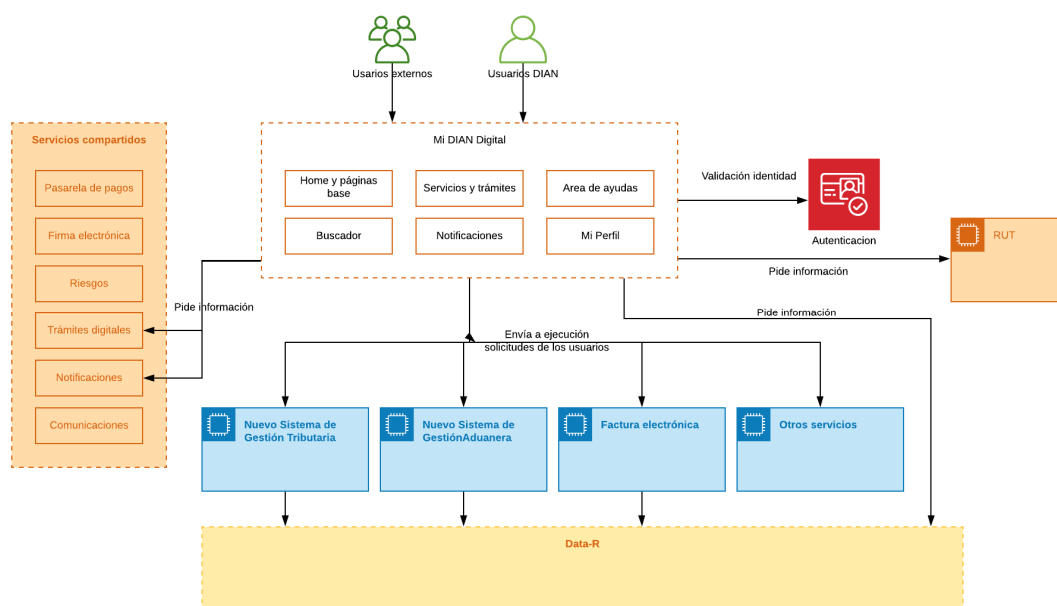 Usarios externos
Usuarios DIAN
Servicios compartidos
Pasarela de pagos
Firma electrónica
Riesgos
Trámites digitales
Notificaciones
Comunicaciones
Mi DIAN Digital
Home y páginas
base
Servicios y trámites
Area de ayudas
Buscador
Notificaciones
Mi Perfil
Validación identidad
Autenticacion
RUT
Pide información
Pide información
Pide información
Envía a ejecución
solicitudes de los usuarios
Nuevo Sistema de
Gestión Tributaria
Nuevo Sistema de
GestiónAduanera
Factura electrónica
Otros servicios
Data-R